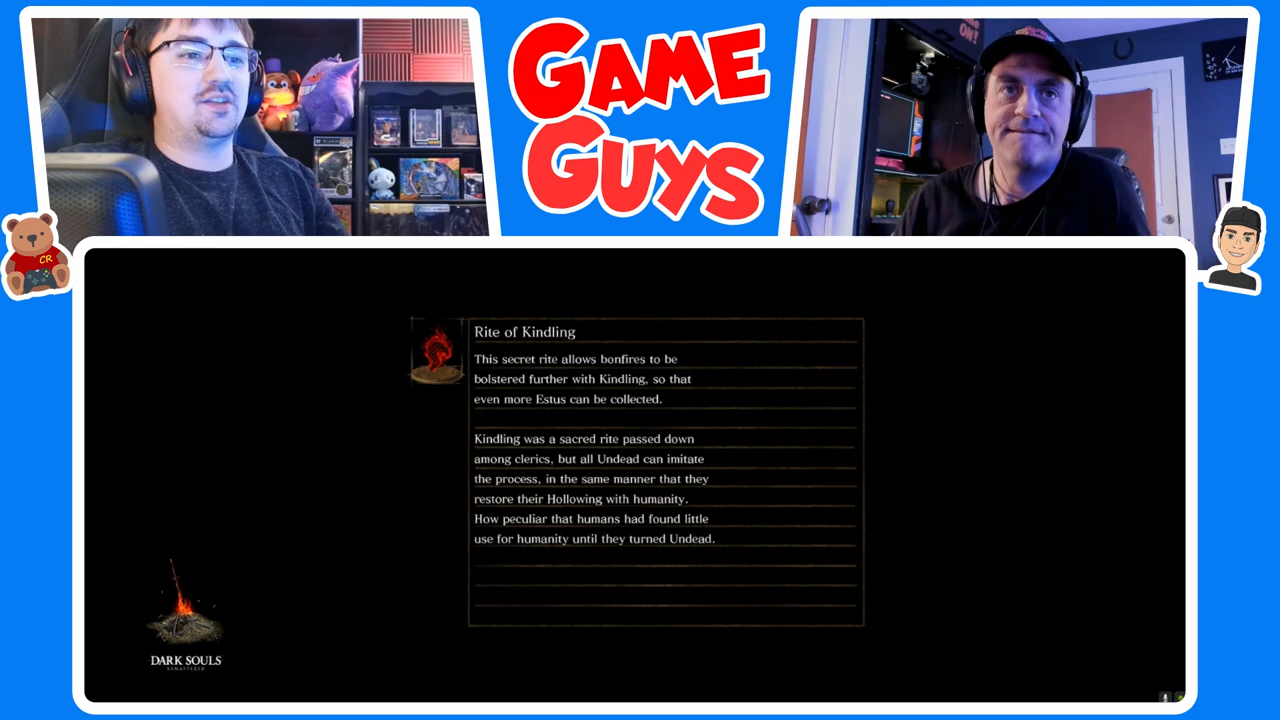 GAME
GUYS
ON!
CR
Rite of Kindling
This secret rite allows bonfires to be
bolstered further with Kindling, so that
even more Estus can be collected.
Kindling was a sacred rite passed down
among clerics, but all Undead can imitate
the process, in the same manner that they
restore their Hollowing with humanity.
How peculiar that humans had found little
use for humanity until they turned Undead.
DARK SOULS
REMASTERED